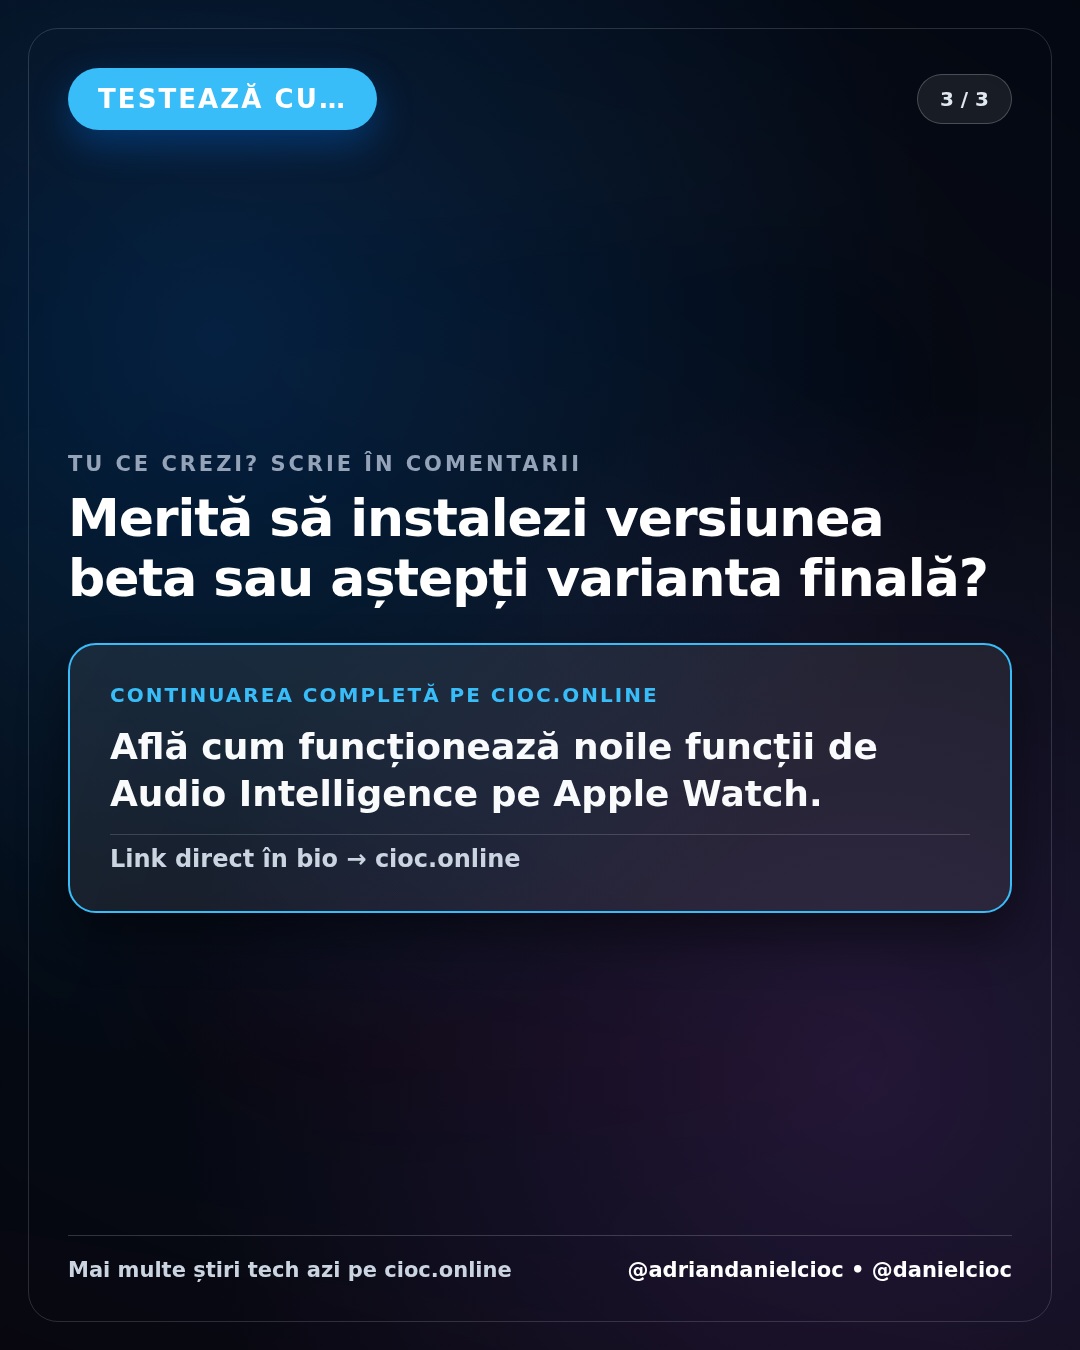 TESTEAZĂ CU…
3 / 3
TU CE CREZI? SCRIE ÎN COMENTARII
Merită să instalezi versiunea
beta sau aștepți varianta finală?
CONTINUAREA COMPLETĂ PE CIOC.ONLINE
Află cum funcționează noile funcții de
Audio Intelligence pe Apple Watch.
Link direct în bio → cioc.online
Mai multe știri tech azi pe cioc.online
@adriandanielcioc • @danielcioc